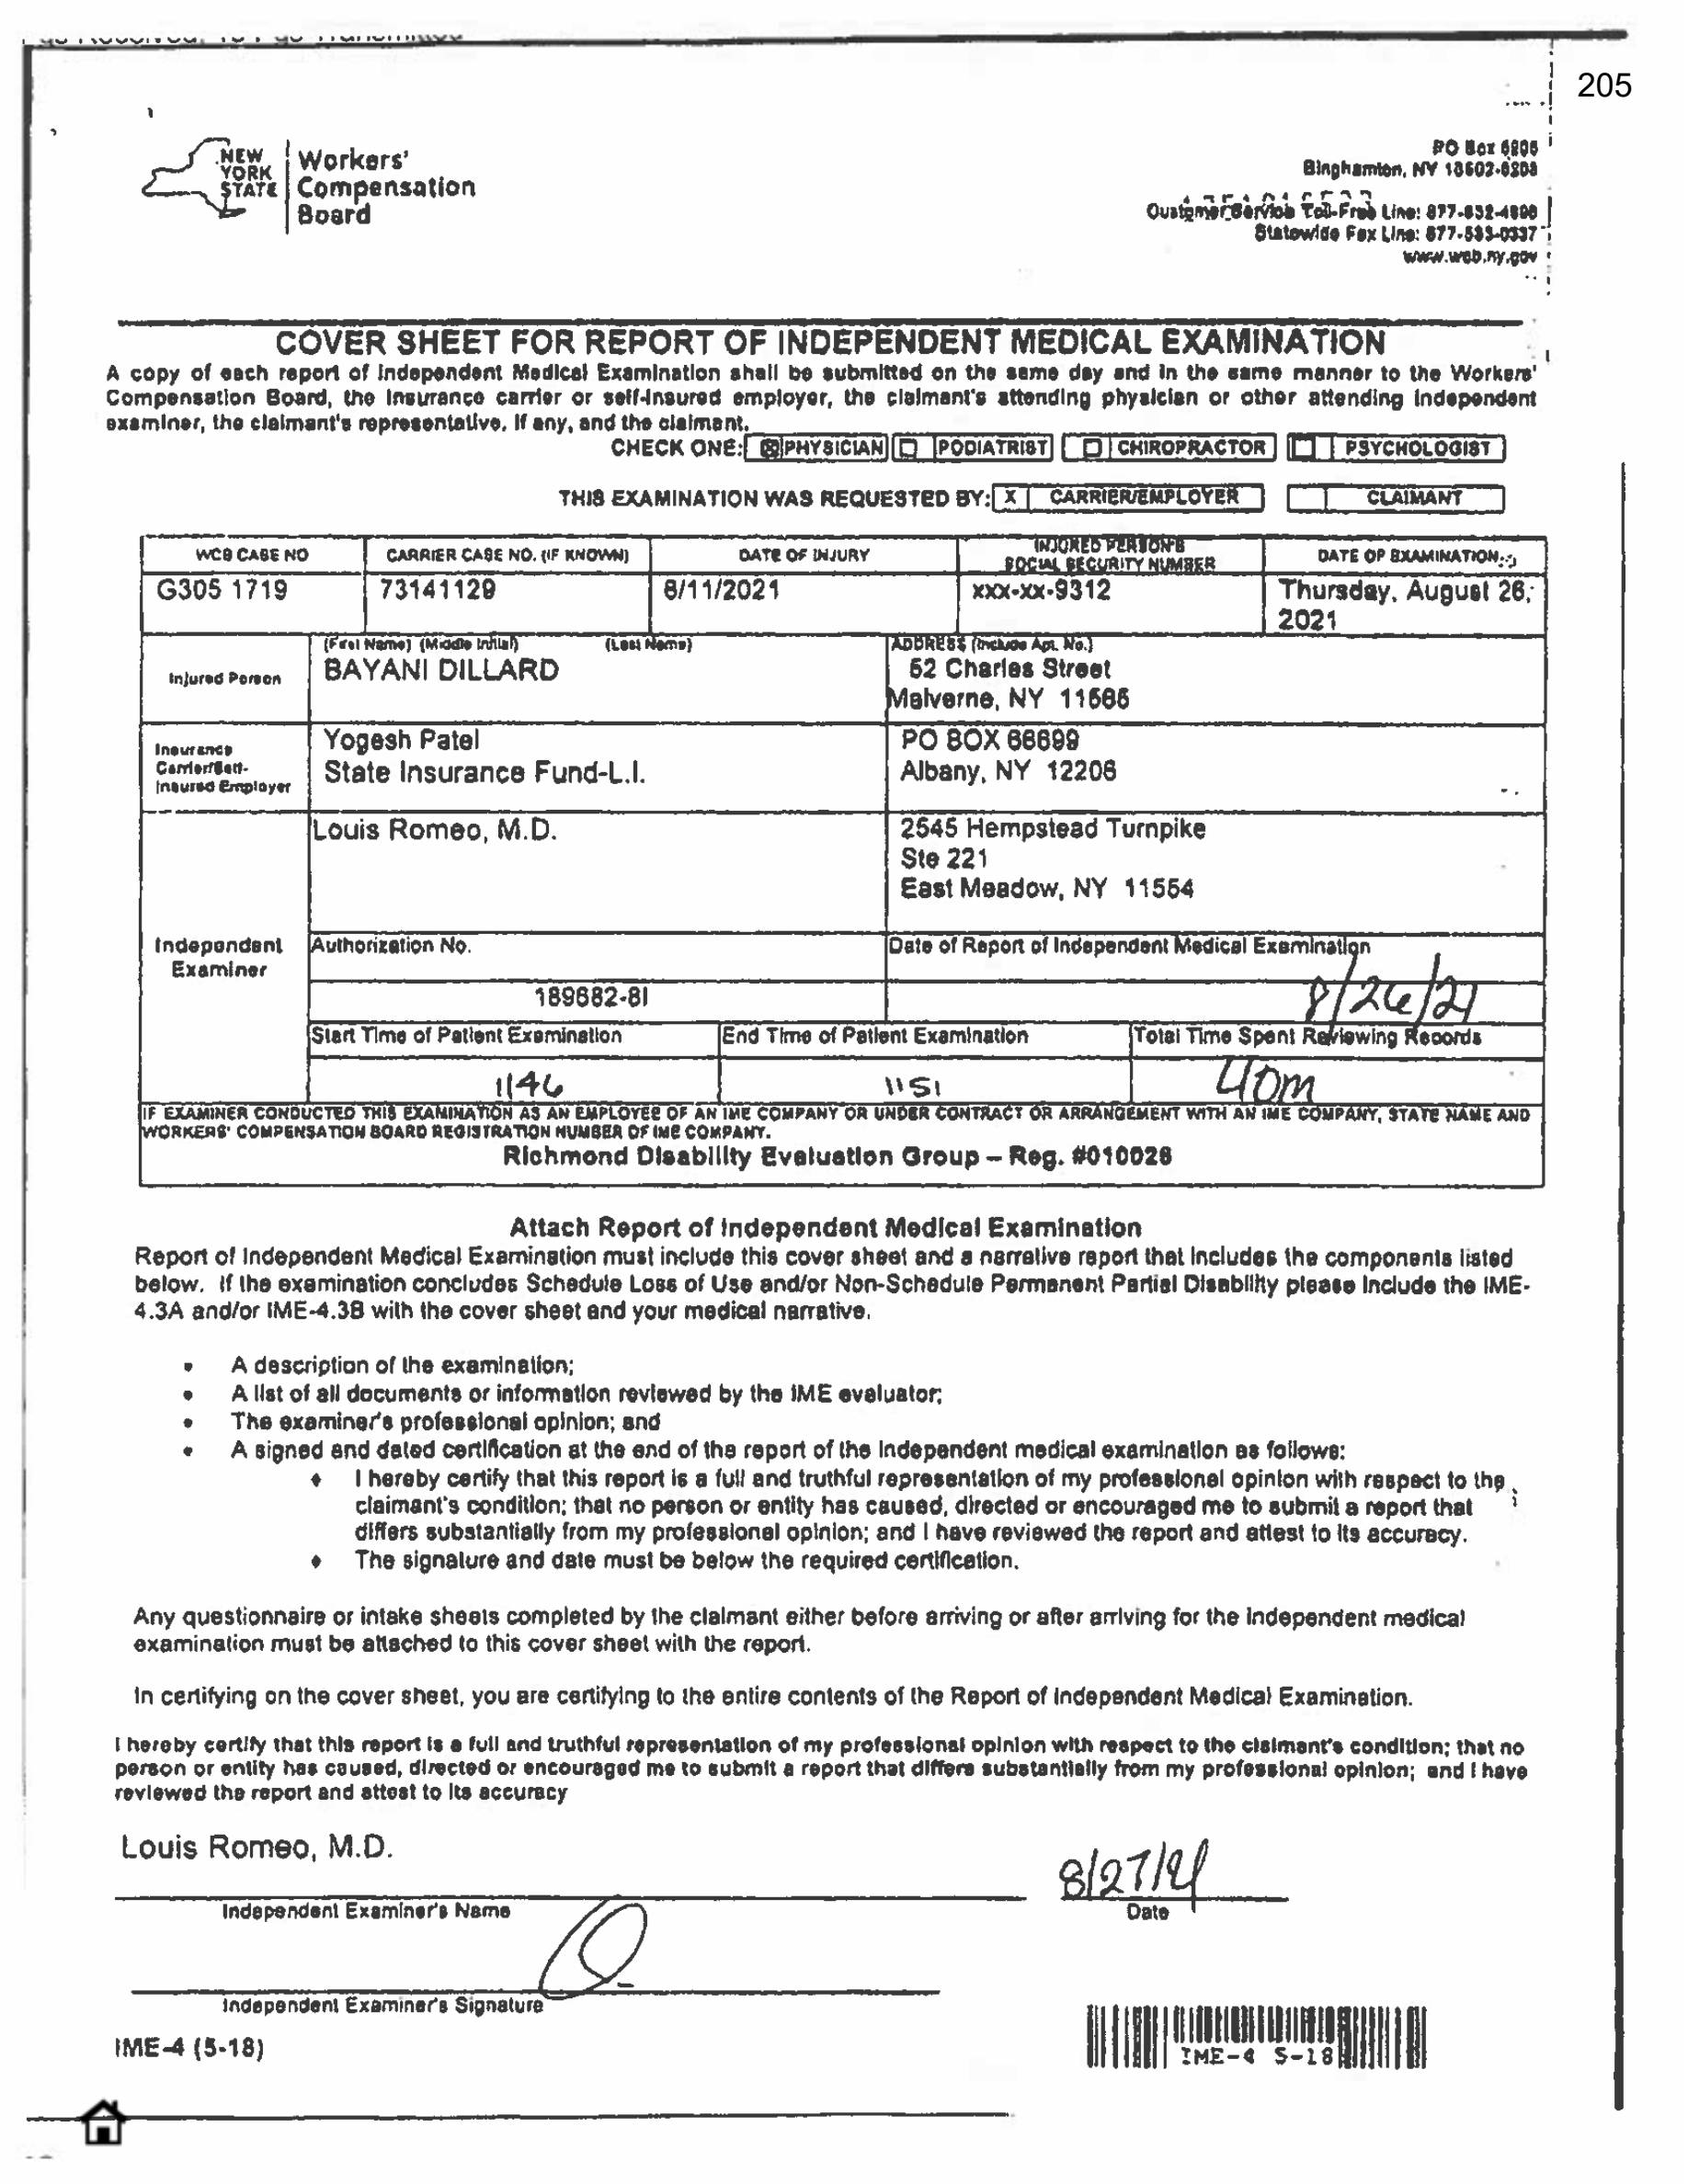 205
NEW YORK STATE
Workers' Compensation Board
PO Box
Binghamton, NY
Customer Service Toll-Free Line: 877-632-4996
Statewide Fax Line: 877-533-0337
www.wcb.ny.gov
COVER SHEET FOR REPORT OF INDEPENDENT MEDICAL EXAMINATION
A copy of each report of Independent Medical Examination shall be submitted on the same day and in the same manner to the Workers'
Compensation Board, the Insurance carrier or self-insured employer, the claimant's attending physician or other attending independent
examiner, the claimant's representative, if any, and the claimant.
CHECK ONE: PHYSICIAN PODIATRIST CHIROPRACTOR PSYCHOLOGIST
THIS EXAMINATION WAS REQUESTED BY: X CARRIER/EMPLOYER CLAIMANT
WCB CASE NO CARRIER CASE NO. (IF KNOWN) DATE OF INJURY INJURED PERSON'S SOCIAL SECURITY NUMBER DATE OF EXAMINATION
G305 1719 73141129 6/11/2021 xxx-xx-9312 Thursday, August 26, 2021
(First Name) (Middle Initial) (Last Name) ADDRESS (Include Apt. No.)
Injured Person BAYANI DILLARD 52 Charles Street
Malverne, NY 11565
Insurance Carrier/Self-Insured Employer
Yogesh Patel PO BOX 66699
State Insurance Fund-L.I. Albany, NY 12206
Louis Romeo, M.D. 2545 Hempstead Turnpike
Ste 221
East Meadow, NY 11554
Independent Examiner
Authorization No. Date of Report of Independent Medical Examination
189682-8I 8/26/21
Start Time of Patient Examination End Time of Patient Examination Total Time Spent Reviewing Records
1146 1151 40m
IF EXAMINER CONDUCTED THIS EXAMINATION AS AN EMPLOYEE OF AN IME COMPANY OR UNDER CONTRACT OR ARRANGEMENT WITH AN IME COMPANY, STATE NAME AND
WORKERS' COMPENSATION BOARD REGISTRATION NUMBER OF IME COMPANY.
Richmond Disability Evaluation Group – Reg. #010026
Attach Report of Independent Medical Examination
Report of Independent Medical Examination must include this cover sheet and a narrative report that includes the components listed
below. If the examination concludes Schedule Loss of Use and/or Non-Schedule Permanent Partial Disability please include the IME-
4.3A and/or IME-4.3B with the cover sheet and your medical narrative.
• A description of the examination;
• A list of all documents or information reviewed by the IME evaluator;
• The examiner's professional opinion; and
• A signed and dated certification at the end of the report of the independent medical examination as follows:
♦ I hereby certify that this report is a full and truthful representation of my professional opinion with respect to the
claimant's condition; that no person or entity has caused, directed or encouraged me to submit a report that
differs substantially from my professional opinion; and I have reviewed the report and attest to its accuracy.
♦ The signature and date must be below the required certification.
Any questionnaire or intake sheets completed by the claimant either before arriving or after arriving for the independent medical
examination must be attached to this cover sheet with the report.
In certifying on the cover sheet, you are certifying to the entire contents of the Report of Independent Medical Examination.
I hereby certify that this report is a full and truthful representation of my professional opinion with respect to the claimant's condition; that no
person or entity has caused, directed or encouraged me to submit a report that differs substantially from my professional opinion; and I have
reviewed the report and attest to its accuracy
Louis Romeo, M.D. 8/27/21
Independent Examiner's Name Date
Independent Examiner's Signature
IME-4 (5-18)
IME-4 5-18